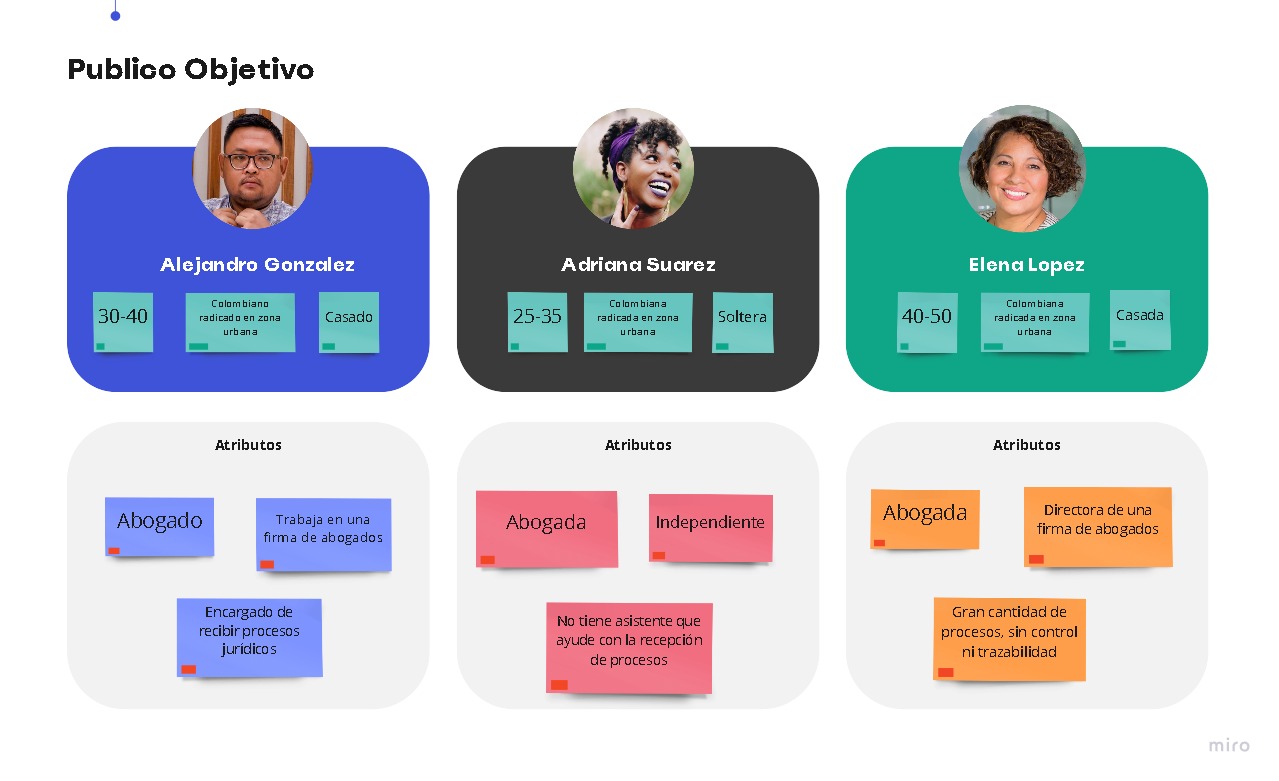 Publico Objetivo
Alejandro Gonzalez
30-40
Colombiano
radicado en zona
urbana
Casado
Adriana Suarez
25-35
Colombiana
radicada en zona
urbana
Soltera
Elena Lopez
40-50
Colombiana
radicada en zona
urbana
Casada
Atributos
Abogado
Trabaja en una
firma de abogados
Encargado de
recibir procesos
jurídicos
Atributos
Abogada
Independiente
No tiene asistente que
ayude con la recepción
de procesos
Atributos
Abogada
Directora de una
firma de abogados
Gran cantidad de
procesos, sin control
ni trazabilidad
miro